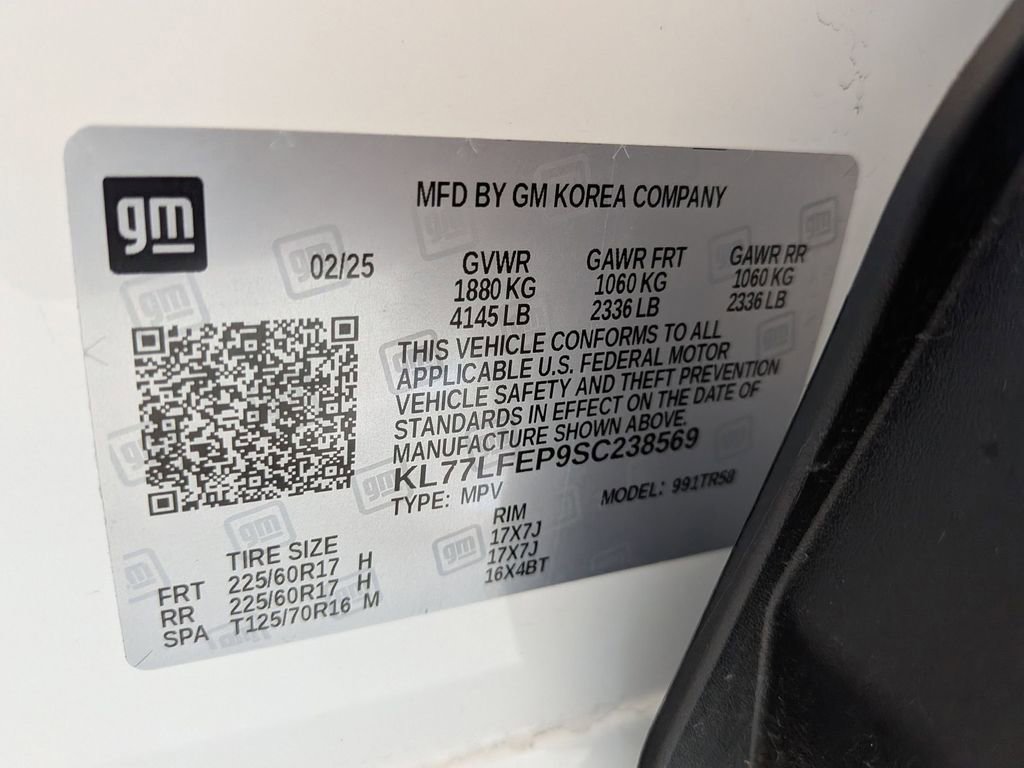 gm
MFD BY GM KOREA COMPANY
02/25
GVWR GAWR FRT GAWR RR
1880 KG 1060 KG 1060 KG
4145 LB 2336 LB 2336 LB
THIS VEHICLE CONFORMS TO ALL
APPLICABLE U.S. FEDERAL MOTOR
VEHICLE SAFETY AND THEFT PREVENTION
STANDARDS IN EFFECT ON THE DATE OF
MANUFACTURE SHOWN ABOVE.
KL77LFEP9SC238569
TYPE: MPV MODEL: 991TR58
TIRE SIZE RIM
FRT 225/60R17 H 17X7J
RR 225/60R17 H 17X7J
SPA T125/70R16 M 16X4BT